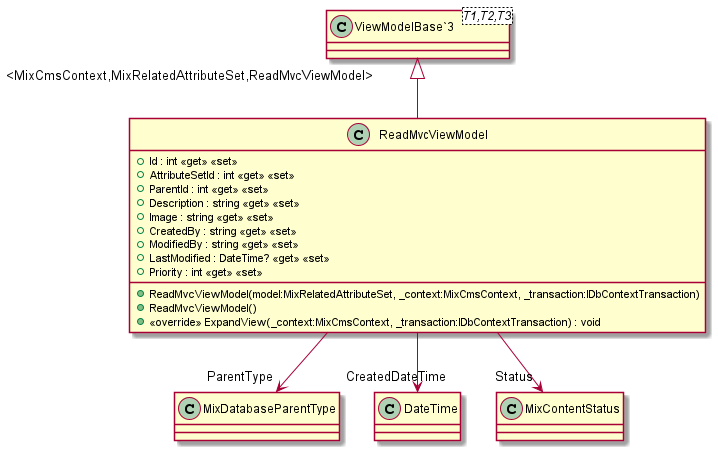 T1,T2,T3
C ViewModelBase`3
<MixCmsContext,MixRelatedAttributeSet,ReadMvcViewModel>
C ReadMvcViewModel
Id : int «get» «set»
AttributeSetId : int «get» «set»
ParentId : int «get» «set»
Description : string «get» «set»
Image : string «get» «set»
CreatedBy : string «get» «set»
ModifiedBy : string «get» «set»
LastModified : DateTime? «get» «set»
Priority : int «get» «set»
ReadMvcViewModel(model:MixRelatedAttributeSet, _context:MixCmsContext, _transaction:IDbContextTransaction)
ReadMvcViewModel()
«override» ExpandView(_context:MixCmsContext, _transaction:IDbContextTransaction) : void
ParentType
CreatedDateTime
Status
C MixDatabaseParentType
C DateTime
C MixContentStatus